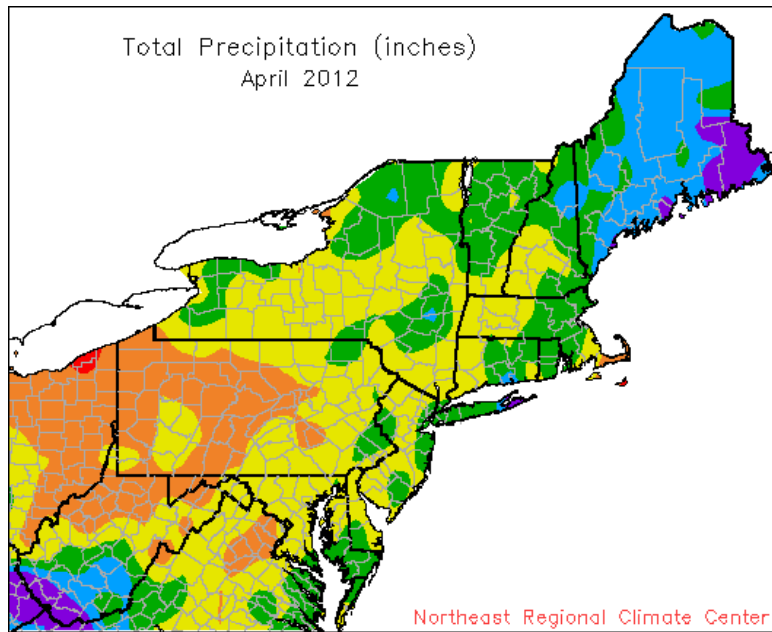 Total Precipitation (inches)
April 2012
Northeast Regional Climate Center